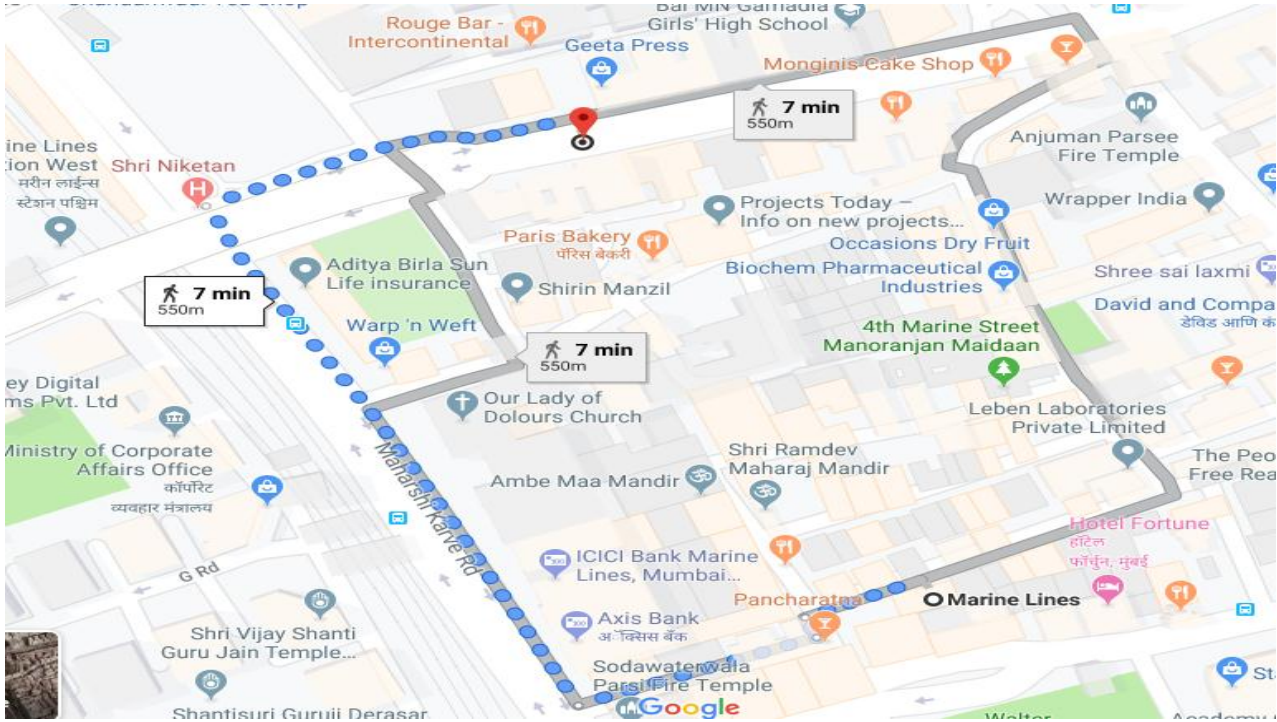 Rouge Bar -
Intercontinental
Bai MN Gamadia
Girls' High School
Geeta Press
Monginis Cake Shop
7 min
550m
Anjuman Parsee
Fire Temple
ine Lines
ion West
मरीन लाईन्स
स्टेशन पश्चिम
Shri Niketan
H
Projects Today –
Info on new projects...
Wrapper India
Paris Bakery
पॅरिस बेकरी
Occasions Dry Fruit
Aditya Birla Sun
Life insurance
Shirin Manzil
Biochem Pharmaceutical
Industries
Shree sai laxmi
7 min
550m
David and Compa
डेविड आणि कं
Warp 'n Weft
4th Marine Street
Manoranjan Maidaan
7 min
550m
ey Digital
ms Pvt. Ltd
Our Lady of
Dolours Church
Leben Laboratories
Private Limited
Ministry of Corporate
Affairs Office
कॉर्पोरेट
व्यवहार मंत्रालय
Maharshi Karve Rd
Shri Ramdev
Maharaj Mandir
Ambe Maa Mandir
The Peo
Free Rea
Hotel Fortune
हॉटेल
फॉर्चुन, मुंबई
G Rd
ICICI Bank Marine
Lines, Mumbai...
Pancharatna
Marine Lines
Shri Vijay Shanti
Guru Jain Temple...
Axis Bank
अॅक्सिस बँक
Sodawaterwala
Parsi Fire Temple
St
Shantisuri Guruji Derasar
Google
Walter
Academy